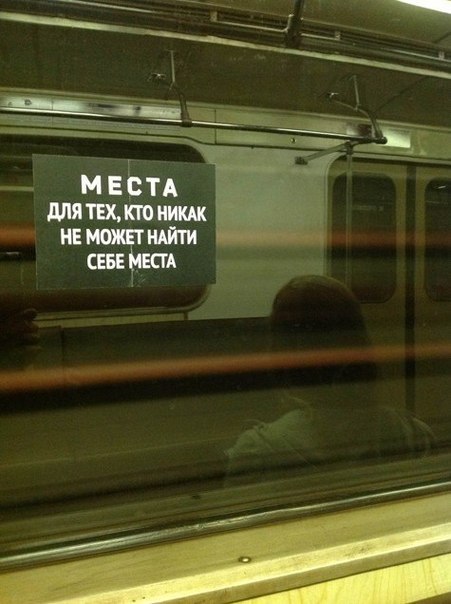 МЕСТА
ДЛЯ ТЕХ, КТО НИКАК
НЕ МОЖЕТ НАЙТИ
СЕБЕ МЕСТА